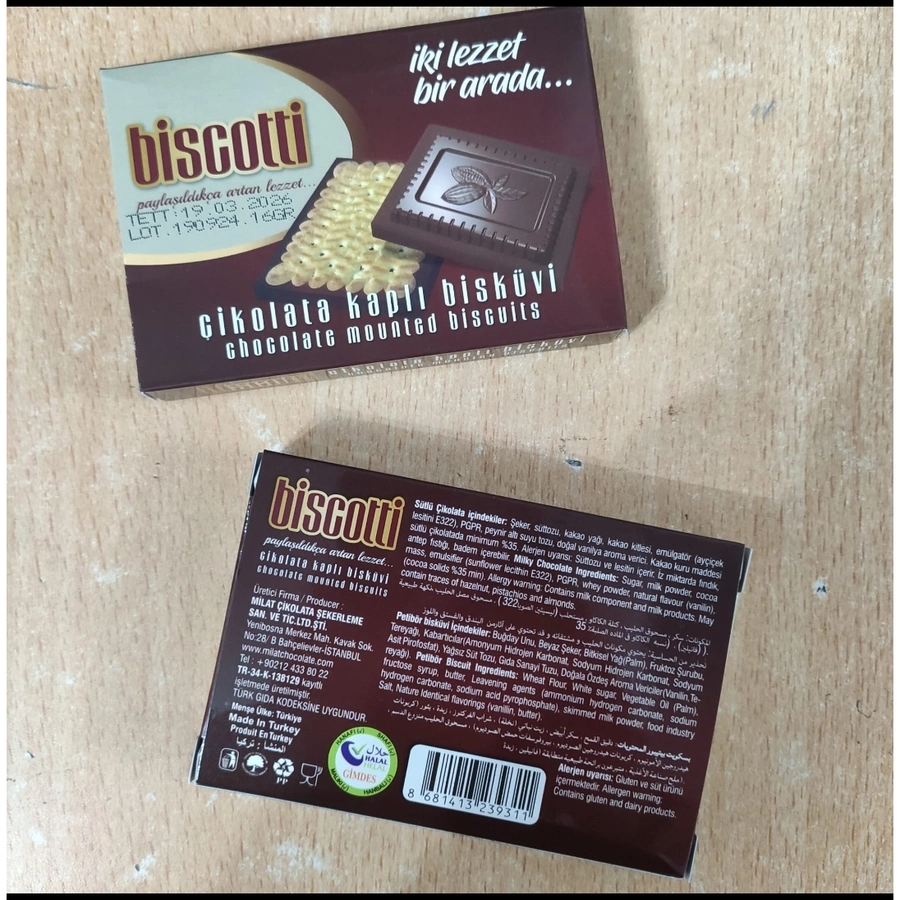 iki lezzet
bir arada...
biscotti
paylaşıldıkça artan lezzet...
TETT:19.03.2026
LOT.190924.16GR
çikolata kaplı bisküvi
chocolate mounted biscuits
biscotti
paylaşıldıkça artan lezzet...
çikolata kaplı bisküvi
chocolate mounted biscuits
Üretici Firma / Producer :
MİLAT ÇİKOLATA ŞEKERLEME
SAN. VE TİC.LTD.ŞTİ.
Yenibosna Merkez Mah. Kavak Sok.
No:28/ B Bahçelievler-İSTANBUL
www.milatchocolate.com
Tel : +90212 433 80 22
TR-34-K-138129 kayıtlı
işletmede üretilmiştir.
TÜRK GIDA KODEKSİNE UYGUNDUR.
Menşe Ülke: Türkiye
Made In Turkey
Produit En Turkey
المنشأ : تركيا
Sütlü Çikolata içindekiler: Şeker, süttozu, kakao yağı, kakao kitlesi, emülgatör (ayçiçek
lesitini E322), PGPR, peynir altı suyu tozu, doğal vanilya aroma verici. Kakao kuru maddesi
sütlü çikolatada minimum %35. Alerjen uyarısı: Süttozu ve lesitin içerir. İz miktarda fındık,
antep fıstığı, badem içerebilir. Milky Chocolate Ingredients: Sugar, milk powder, cocoa
mass, emulsifier (sunflower lecithin E322), PGPR, whey powder, natural flavour (vanilin).
(cocoa solids %35 min). Allergy warning: Contains milk component and milk products. May
contain traces of hazelnut, pistachios and almonds.
Petibör bisküvi İçindekiler: Buğday Unu, Beyaz Şeker, Bitkisel Yağ(Palm), Fruktoz Şurubu,
Tereyağı, Kabartıcılar(Amonyum Hidrojen Karbonat, Sodyum Hidrojen Karbonat, Sodyum
Asit Pirofosfat), Yağsız Süt Tozu, Gıda Sanayi Tuzu, Doğala Özdeş Aroma Vericiler(Vanilin,Te-
reyağı). Petibör Biscuit Ingredients: Wheat Flour, White sugar, Vegetable Oil (Palm),
fructose syrup, butter, Leavening agents (ammonium hydrogen carbonate, sodium
hydrogen carbonate, sodium acid pyrophosphate), skimmed milk powder, food industry
Salt, Nature Identical flavorings (vanillin, butter).
Alerjen uyarısı: Gluten ve süt ürünü
içermektedir. Allergen warning:
Contains gluten and dairy products.
HANAFİ (√) SHAFİ (√)
حلال
HALAL
HELAL
GİMDES
MALİKİ (√) HANBALİ (√)
PP
8 681413 239311